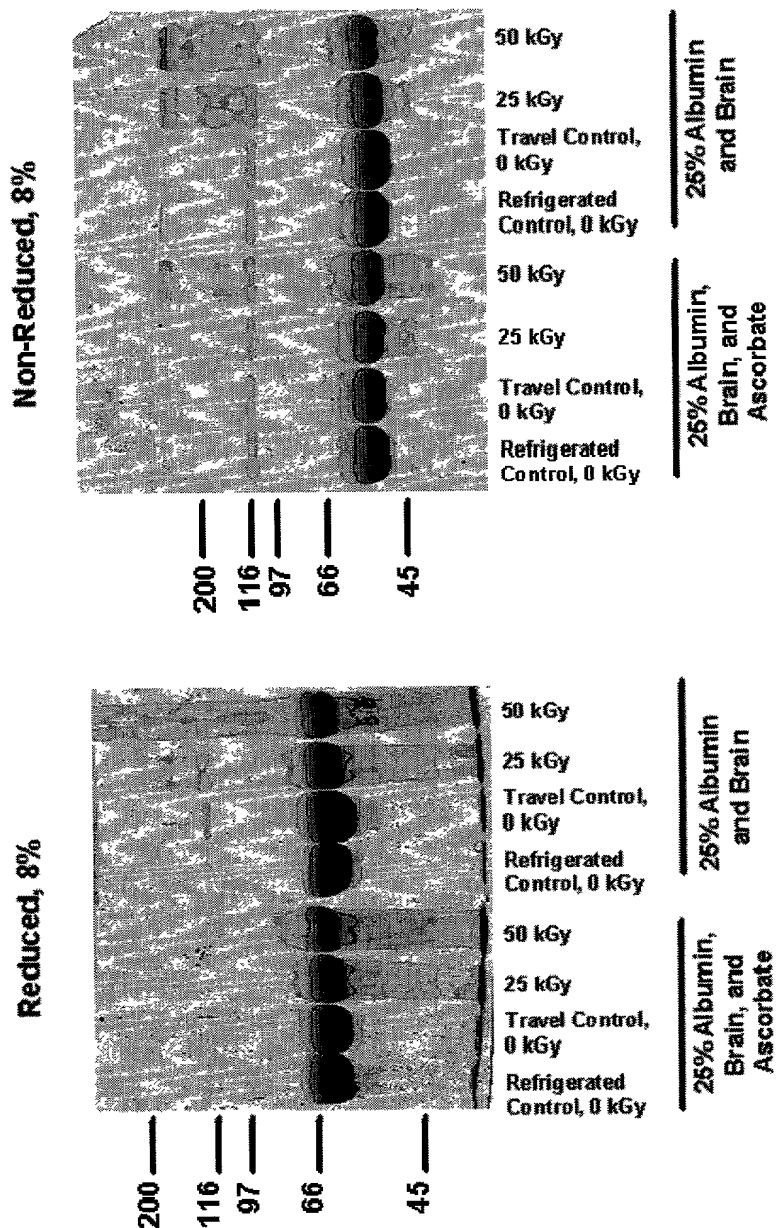 Reduced, 8%
200
116
97
66
45
Refrigerated
Control, 0 kGy
Travel Control,
0 kGy
25 kGy
50 kGy
Refrigerated
Control, 0 kGy
Travel Control,
0 kGy
25 kGy
50 kGy
25% Albumin,
Brain, and
Ascorbate
25% Albumin
and Brain
Non-Reduced, 8%
200
116
97
66
45
Refrigerated
Control, 0 kGy
Travel Control,
0 kGy
25 kGy
50 kGy
Refrigerated
Control, 0 kGy
Travel Control,
0 kGy
25 kGy
50 kGy
25% Albumin,
Brain, and
Ascorbate
25% Albumin
and Brain